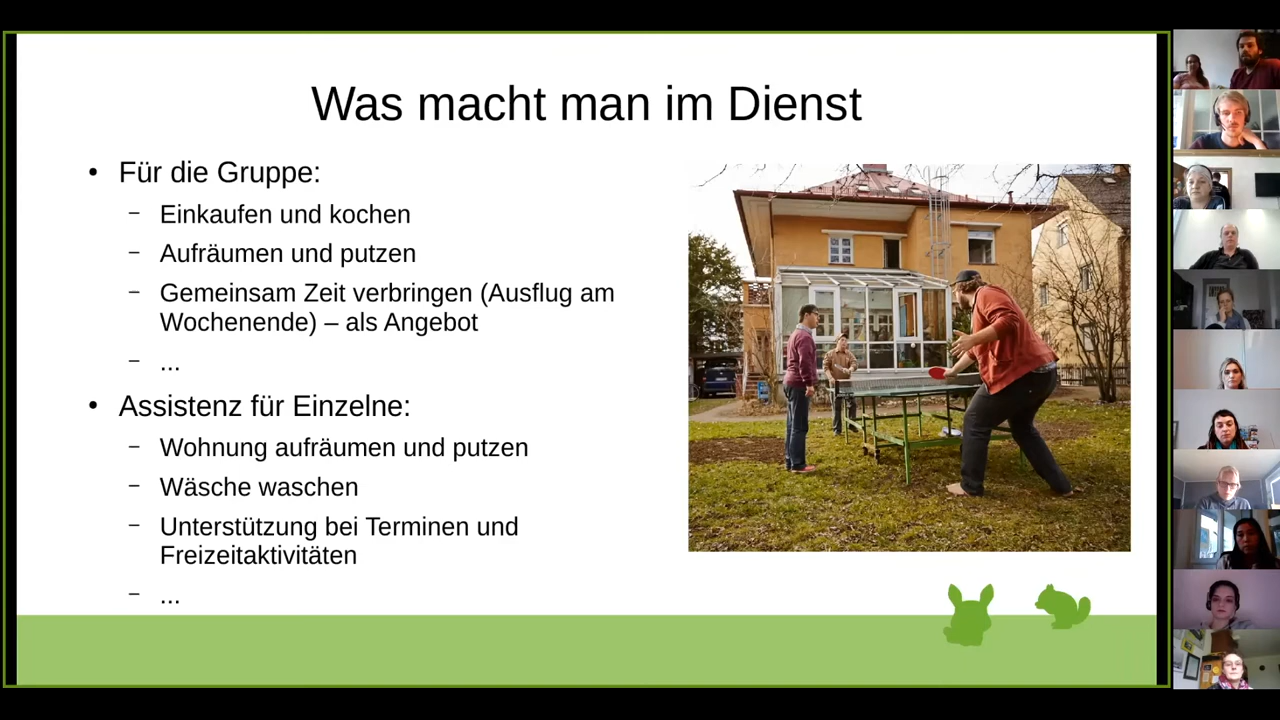 Was macht man im Dienst
• Für die Gruppe:
– Einkaufen und kochen
– Aufräumen und putzen
– Gemeinsam Zeit verbringen (Ausflug am
Wochenende) – als Angebot
– ...
• Assistenz für Einzelne:
– Wohnung aufräumen und putzen
– Wäsche waschen
– Unterstützung bei Terminen und
Freizeitaktivitäten
– ...